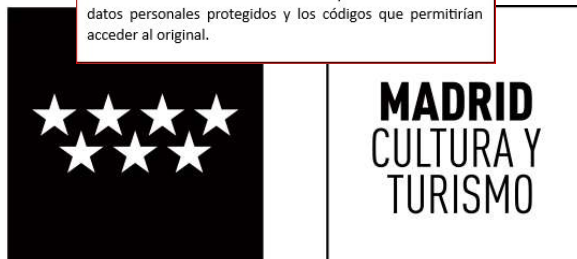 datos personales protegidos y los códigos que permitirían
acceder al original.
MADRID
CULTURA Y
TURISMO